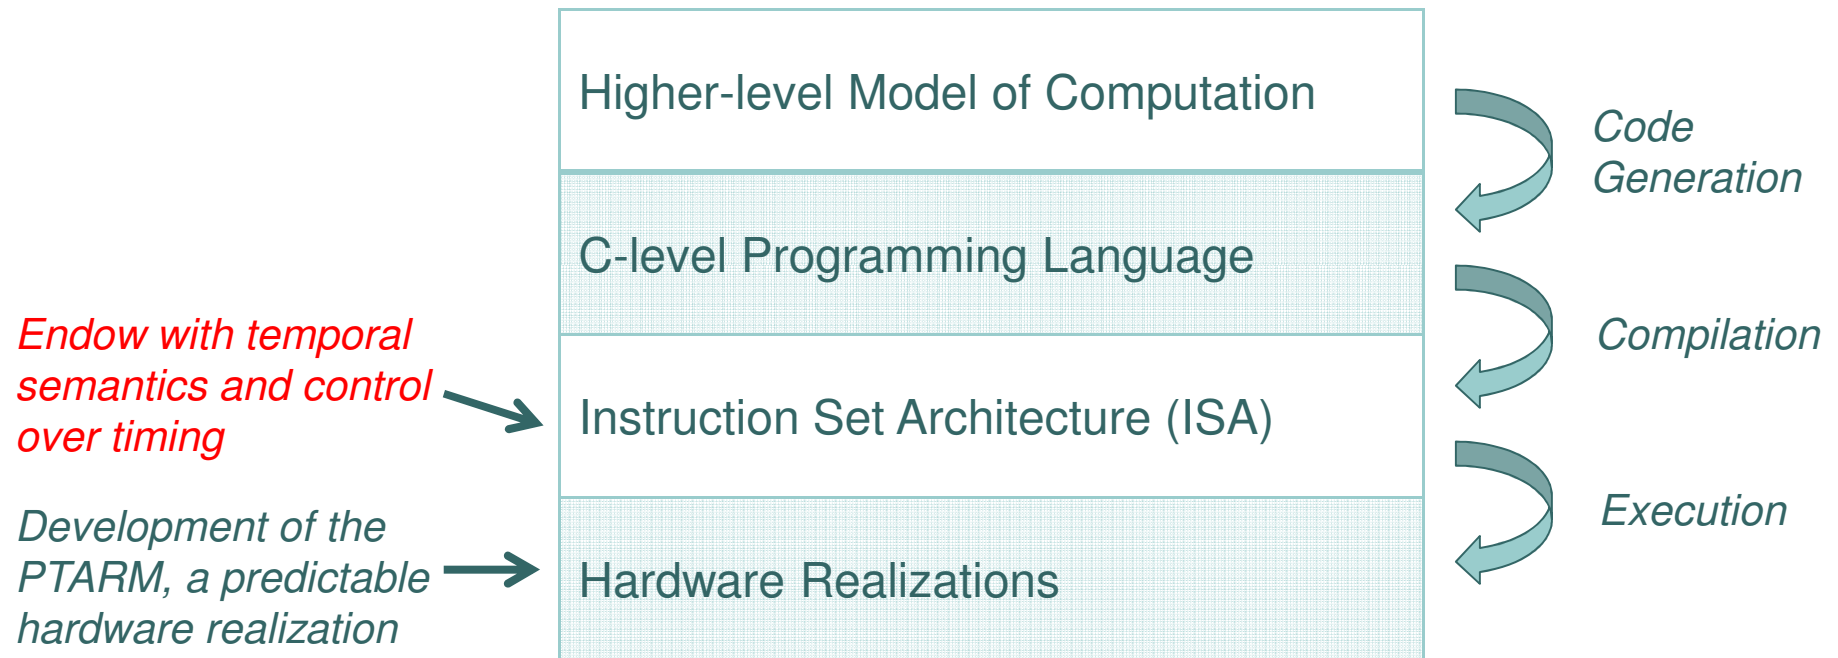 Higher-level Model of Computation
Code
Generation
C-level Programming Language
Compilation
Endow with temporal
semantics and control
over timing
Instruction Set Architecture (ISA)
Execution
Development of the
PTARM, a predictable
hardware realization
Hardware Realizations